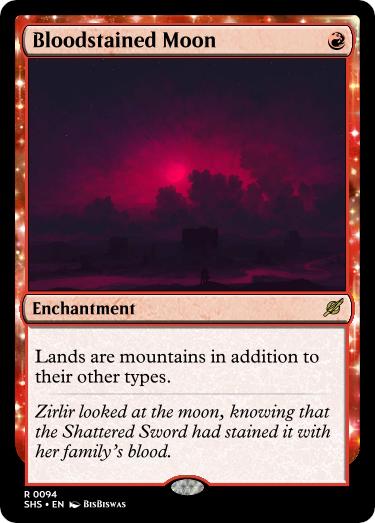 Bloodstained Moon
Enchantment
Lands are mountains in addition to
their other types.
Zirlir looked at the moon, knowing that
the Shattered Sword had stained it with
her family's blood.
R 0094
SHS • EN BisBiswas